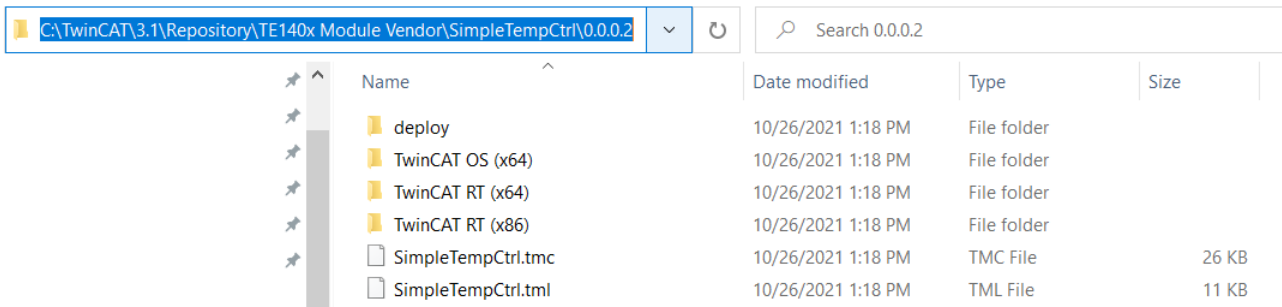 C:\TwinCAT\3.1\Repository\TE140x Module Vendor\SimpleTempCtrl\0.0.0.2 Search 0.0.0.2
Name Date modified Type Size
deploy 10/26/2021 1:18 PM File folder
TwinCAT OS (x64) 10/26/2021 1:18 PM File folder
TwinCAT RT (x64) 10/26/2021 1:18 PM File folder
TwinCAT RT (x86) 10/26/2021 1:18 PM File folder
SimpleTempCtrl.tmc 10/26/2021 1:18 PM TMC File 26 KB
SimpleTempCtrl.tml 10/26/2021 1:18 PM TML File 11 KB